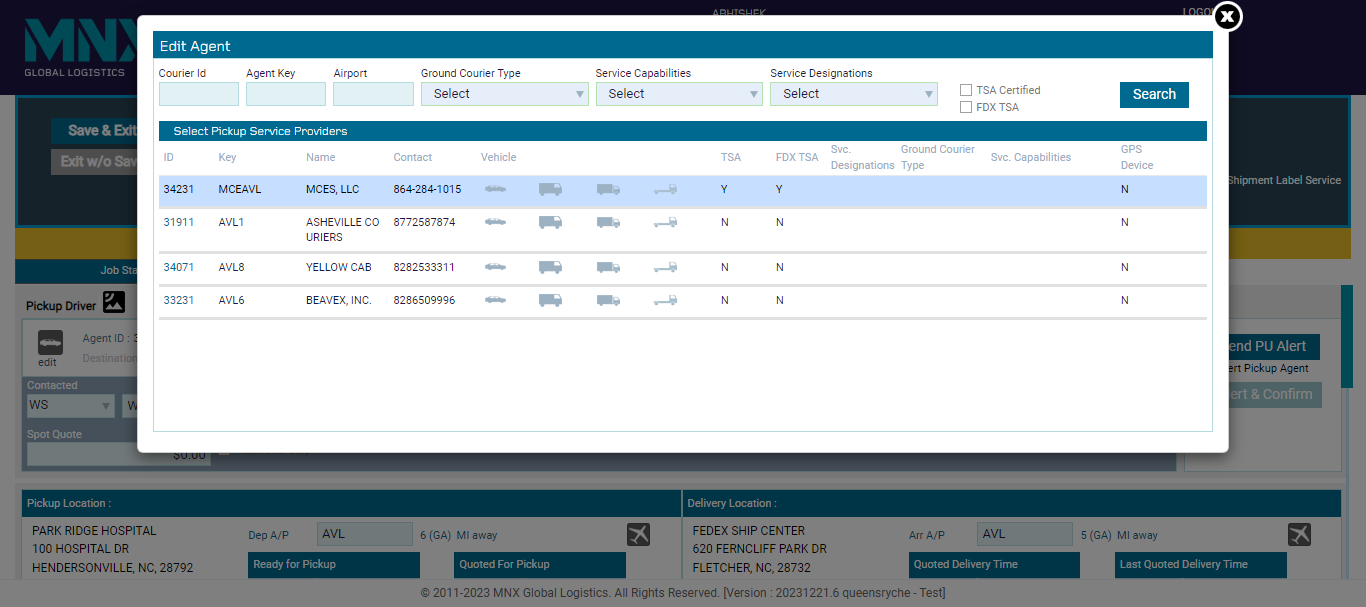 ABHISHEK
MNX
GLOBAL LOGISTICS
Edit Agent
Courier Id Agent Key Airport Ground Courier Type Service Capabilities Service Designations
Select Select Select
TSA Certified
FDX TSA
Search
Select Pickup Service Providers
ID Key Name Contact Vehicle TSA FDX TSA Svc. Designations Ground Courier Type Svc. Capabilities GPS Device
34231 MCEAVL MCES, LLC 864-284-1015 Y Y N
31911 AVL1 ASHEVILLE CO 8772587874 N N N
URIERS
34071 AVL8 YELLOW CAB 8282533311 N N N
33231 AVL6 BEAVEX, INC. 8286509996 N N N
Save & Exit
Exit w/o Sav
Shipment Label Service
Job Sta
Pickup Driver
Agent ID : 3
edit
Destination
Contacted
WS W
Spot Quote
$0.00
end PU Alert
ert Pickup Agent
ert & Confirm
Pickup Location :
PARK RIDGE HOSPITAL
100 HOSPITAL DR
HENDERSONVILLE, NC, 28792
Dep A/P AVL 6 (GA) MI away
Ready for Pickup Quoted For Pickup
Delivery Location :
FEDEX SHIP CENTER
620 FERNCLIFF PARK DR
FLETCHER, NC, 28732
Arr A/P AVL 5 (GA) MI away
Quoted Delivery Time Last Quoted Delivery Time
© 2011-2023 MNX Global Logistics. All Rights Reserved. [Version : 20231221.6 queensryche - Test]